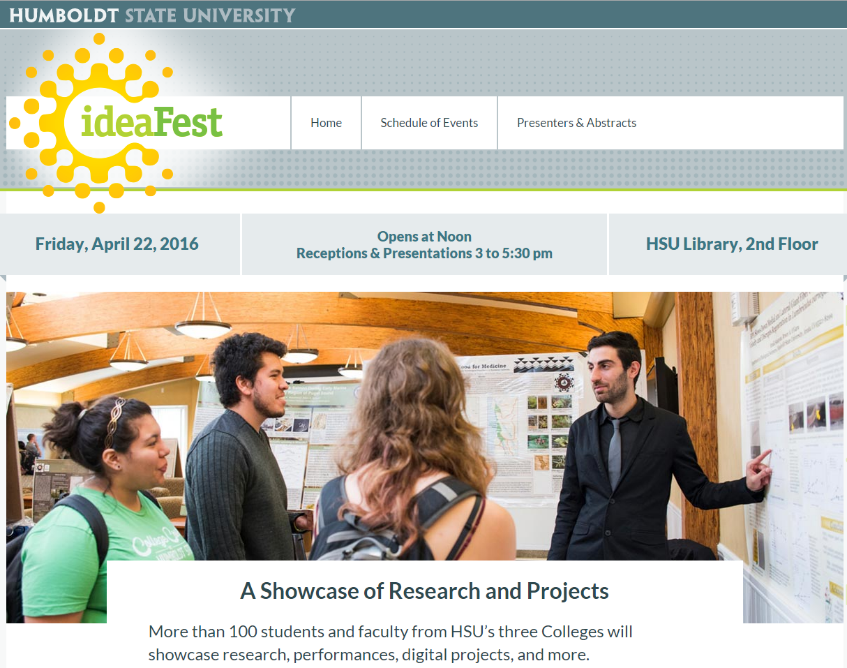 HUMBOLDT STATE UNIVERSITY
ideaFest
Home
Schedule of Events
Presenters & Abstracts
Friday, April 22, 2016
Opens at Noon
Receptions & Presentations 3 to 5:30 pm
HSU Library, 2nd Floor
for Medicine
A Showcase of Research and Projects
More than 100 students and faculty from HSU's three Colleges will
showcase research, performances, digital projects, and more.